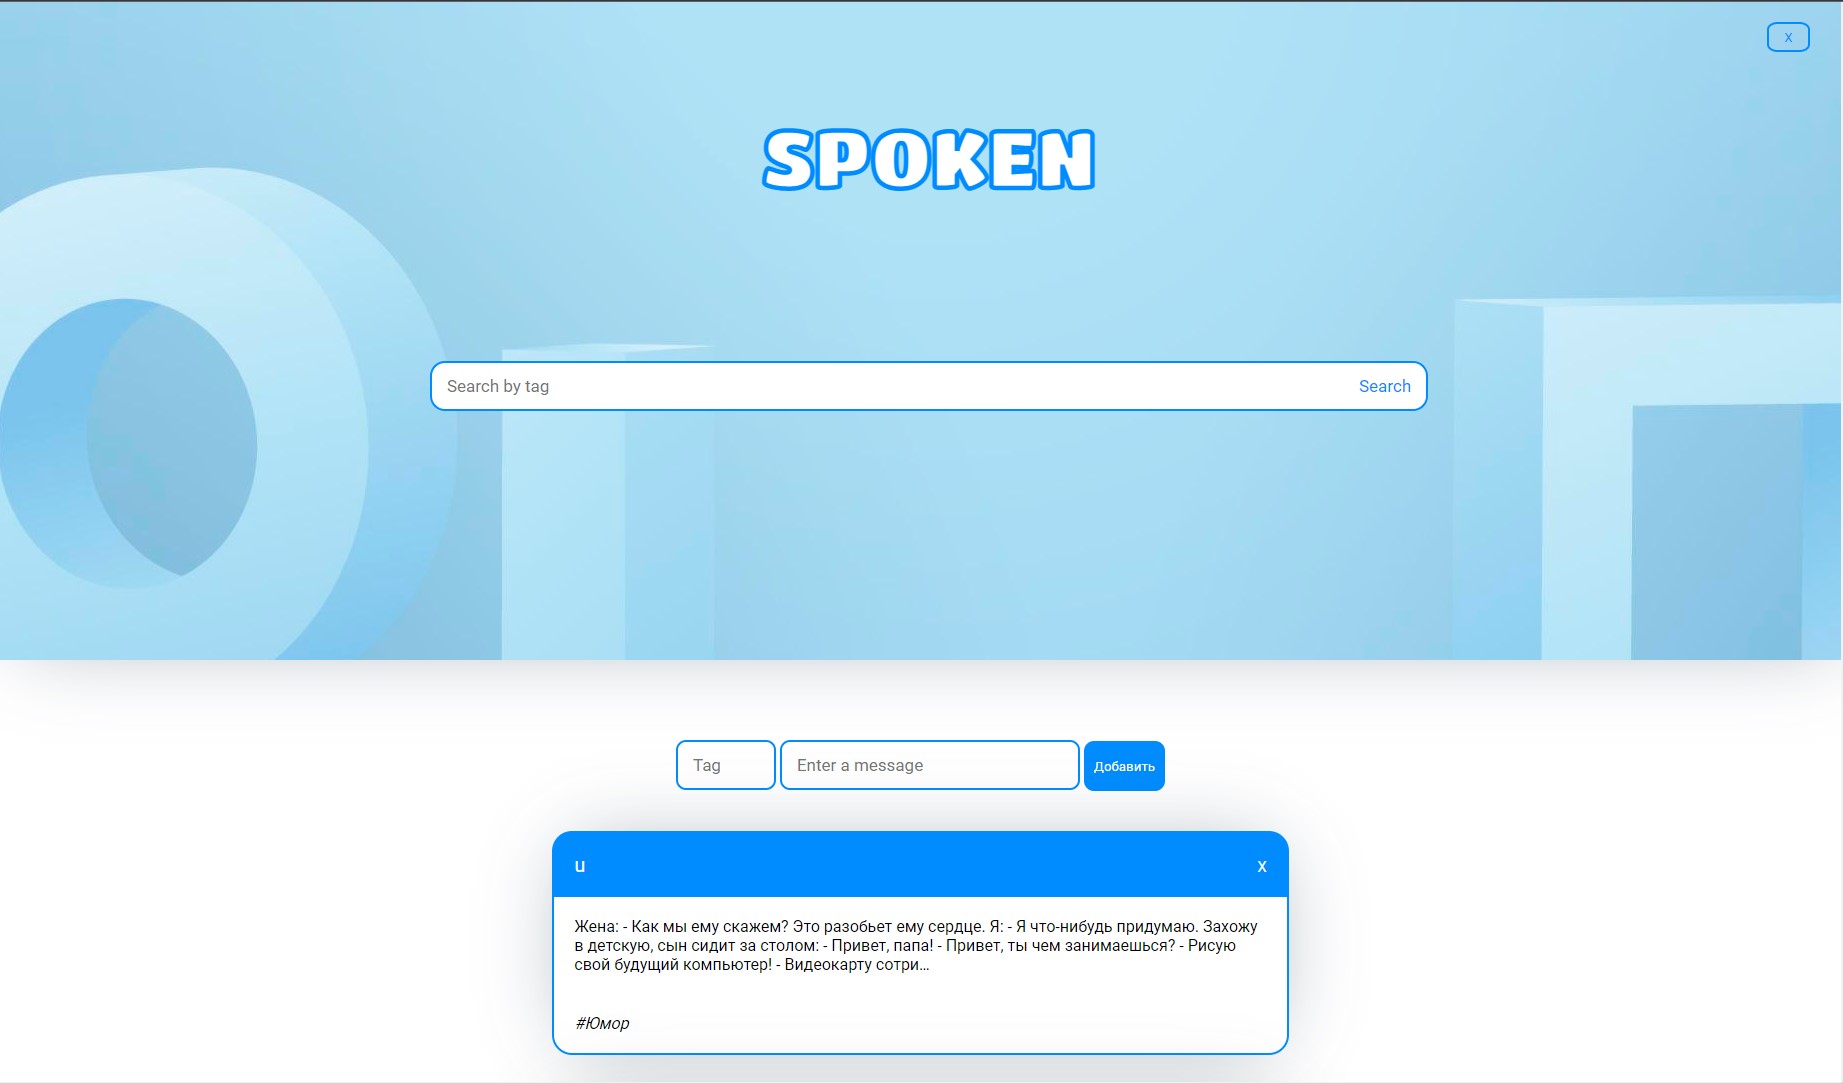 x
SPOKEN
Search by tag Search
Tag Enter a message Добавить
u x
Жена: - Как мы ему скажем? Это разобьет ему сердце. Я: - Я что-нибудь придумаю. Захожу
в детскую, сын сидит за столом: - Привет, папа! - Привет, ты чем занимаешься? - Рисую
свой будущий компьютер! - Видеокарту сотри...
#Юмор